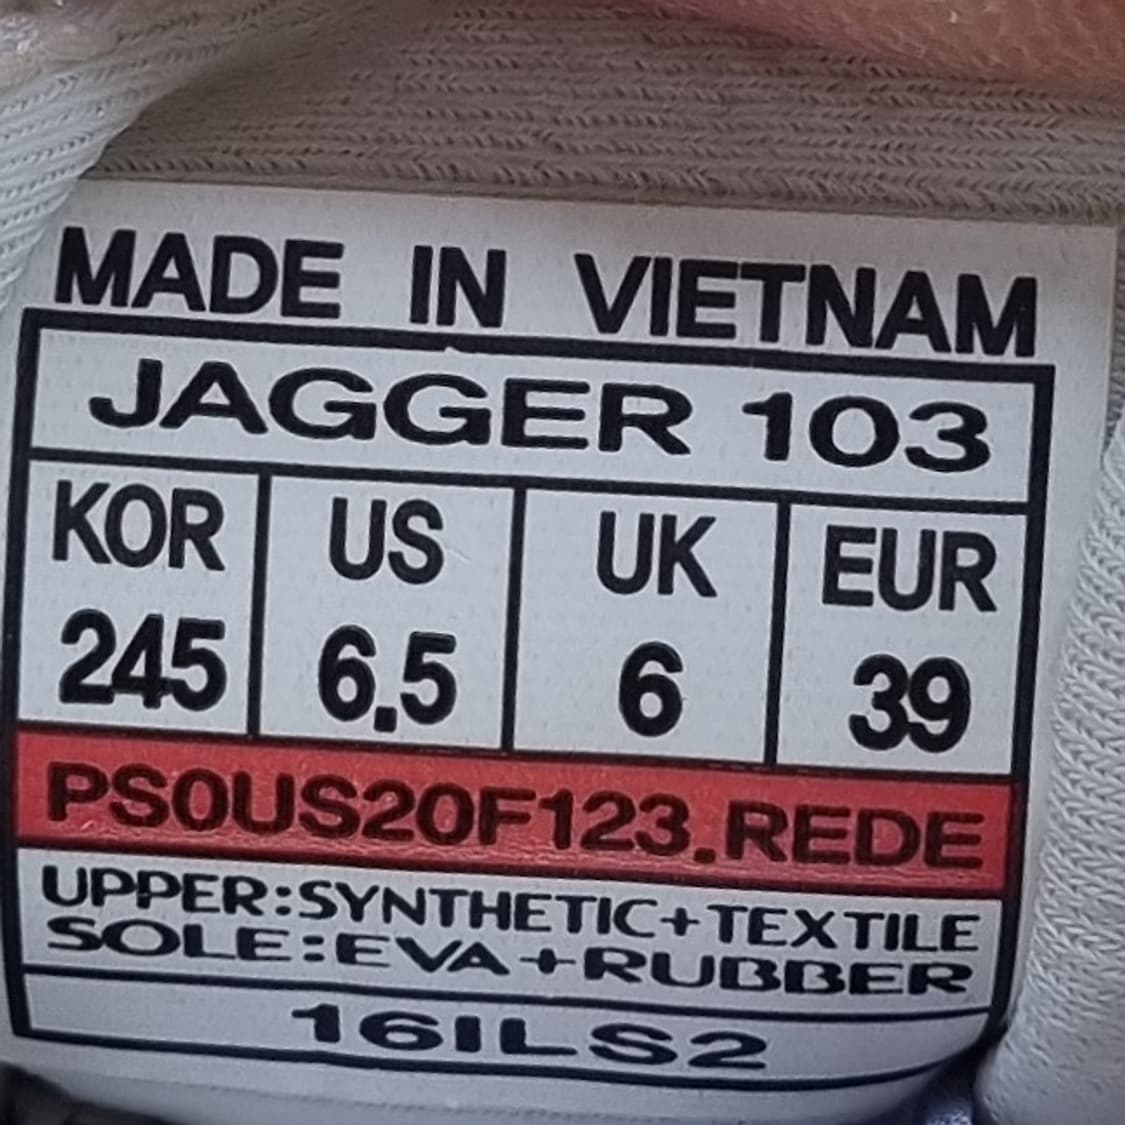 MADE IN VIETNAM
JAGGER 103
KOR US UK EUR
245 6.5 6 39
PS0US20F123.REDE
UPPER:SYNTHETIC+TEXTILE
SOLE:EVA+RUBBER
16ILS2